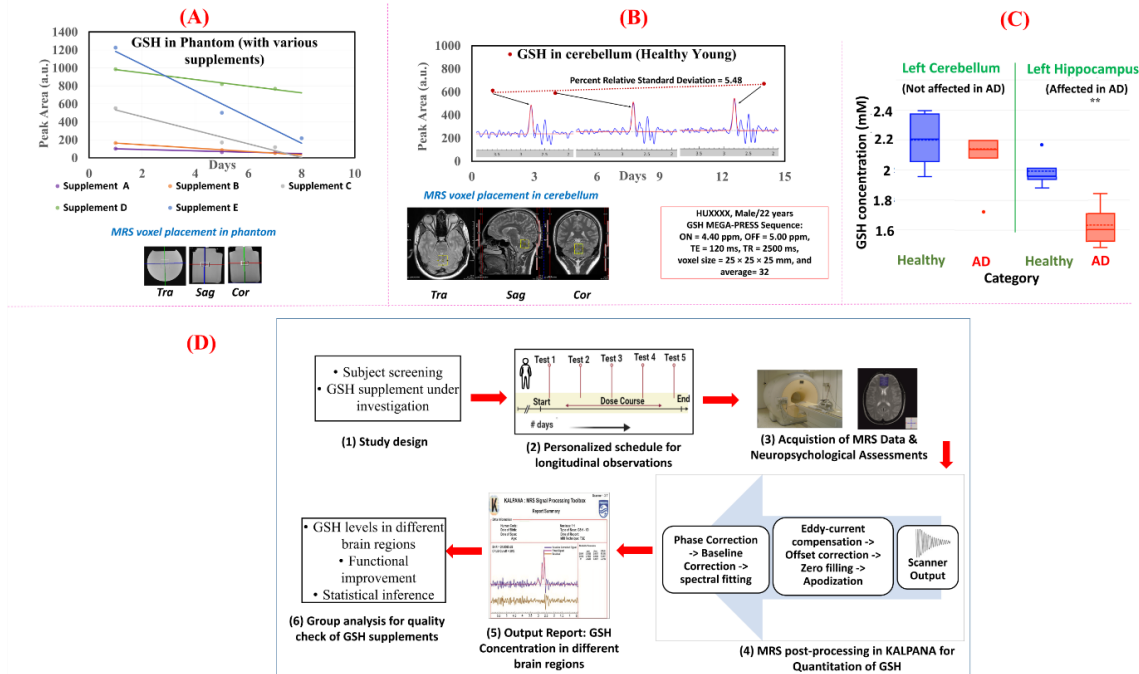 (A)
GSH in Phantom (with various
supplements)
Peak Area (a.u.)
1400
1200
1000
800
600
400
200
0
0
2
4
6
8
10
Days
Supplement A
Supplement B
Supplement C
Supplement D
Supplement E
MRS voxel placement in phantom
Tra
Sag
Cor
(B)
GSH in cerebellum (Healthy Young)
Percent Relative Standard Deviation = 5.48
Peak Area (a.u.)
1000
800
600
400
200
0
0
3
6
9
12
15
Days
MRS voxel placement in cerebellum
Tra
Sag
Cor
HUXXXX, Male/22 years
GSH MEGA-PRESS Sequence:
ON = 4.40 ppm, OFF = 5.00 ppm,
TE = 120 ms, TR = 2500 ms,
voxel size = 25 × 25 × 25 mm, and
average= 32
(C)
Left Cerebellum
(Not affected in AD)
Left Hippocampus
(Affected in AD)
**
GSH concentration (mM)
2.4
2.2
2
1.8
1.6
Healthy
AD
Healthy
AD
Category
(D)
• Subject screening
• GSH supplement under
investigation
(1) Study design
Test 1
Test 2
Test 3
Test 4
Test 5
Start
Dose Course
End
# days
(2) Personalized schedule for
longitudinal observations
(3) Acquistion of MRS Data &
Neuropsychological Assessments
Phase Correction
-> Baseline
Correction ->
spectral fitting
Eddy-current
compensation ->
Offset correction ->
Zero filling ->
Apodization
Scanner
Output
(4) MRS post-processing in KALPANA for
Quantitation of GSH
KALPANA : MRS Signal Processing Toolbox
Report Summary
(5) Output Report: GSH
Concentration in different
brain regions
• GSH levels in different
brain regions
• Functional
improvement
• Statistical inference
(6) Group analysis for quality
check of GSH supplements